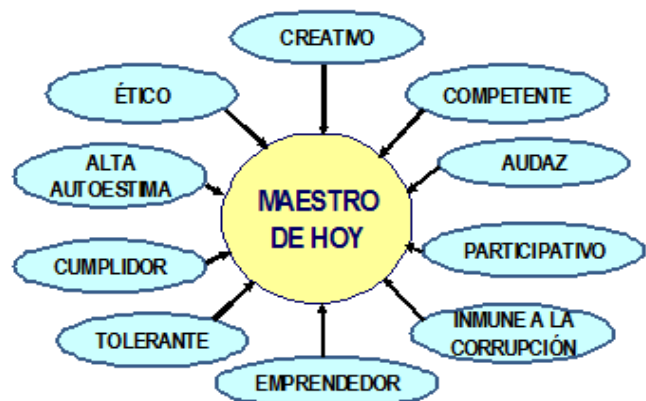 CREATIVO
ÉTICO
COMPETENTE
ALTA
AUTOESTIMA
AUDAZ
MAESTRO
DE HOY
CUMPLIDOR
PARTICIPATIVO
TOLERANTE
INMUNE A LA
CORRUPCIÓN
EMPRENDEDOR